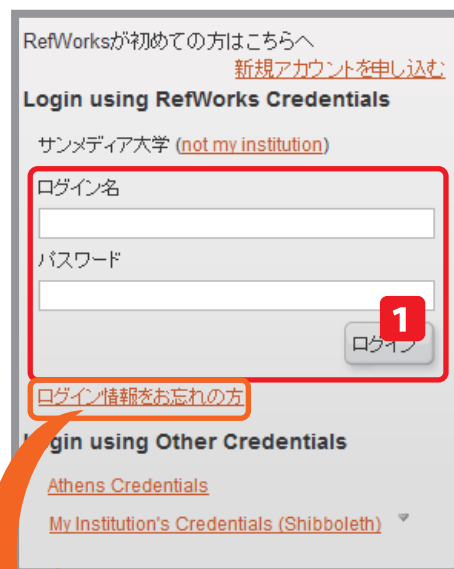 RefWorksが初めての方はこちらへ
新規アカウントを申し込む
Login using RefWorks Credentials
サンメディア大学 (not my institution)
ログイン名
パスワード
1
ログイン
ログイン情報をお忘れの方
Login using Other Credentials
Athens Credentials
My Institution's Credentials (Shibboleth)